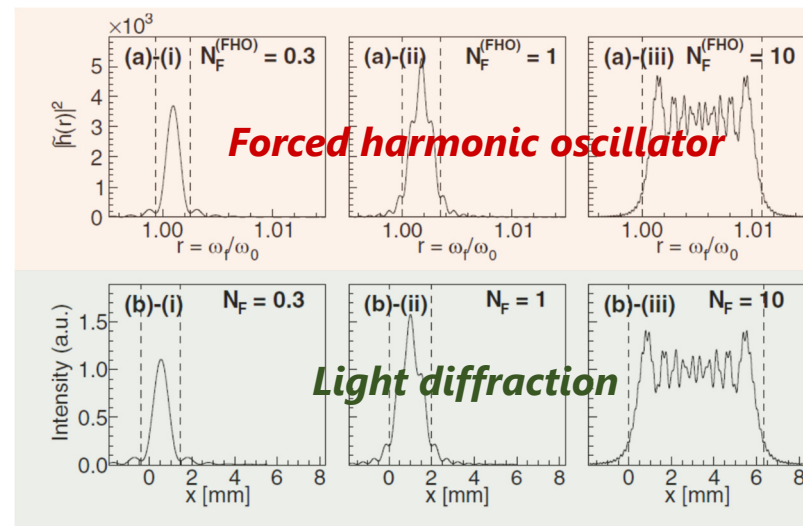 ×10³
(a)-(i) N_F^(FHO) = 0.3
(a)-(ii) N_F^(FHO) = 1
(a)-(iii) N_F^(FHO) = 10
|h̃(r)|²
6
5
4
3
2
1
0
Forced harmonic oscillator
1.00 1.01
1.00 1.01
1.00 1.01
r = ω_f/ω_0
r = ω_f/ω_0
r = ω_f/ω_0
(b)-(i) N_F = 0.3
(b)-(ii) N_F = 1
(b)-(iii) N_F = 10
Intensity (a.u.)
1.5
1.0
0.5
0.0
Light diffraction
0 2 4 6 8
0 2 4 6 8
0 2 4 6 8
x [mm]
x [mm]
x [mm]